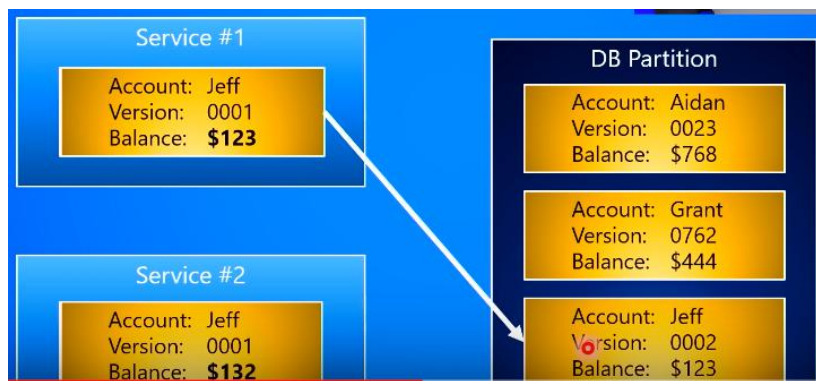 Service #1
Account: Jeff
Version: 0001
Balance: $123
Service #2
Account: Jeff
Version: 0001
Balance: $132
DB Partition
Account: Aidan
Version: 0023
Balance: $768
Account: Grant
Version: 0762
Balance: $444
Account: Jeff
Version: 0002
Balance: $123